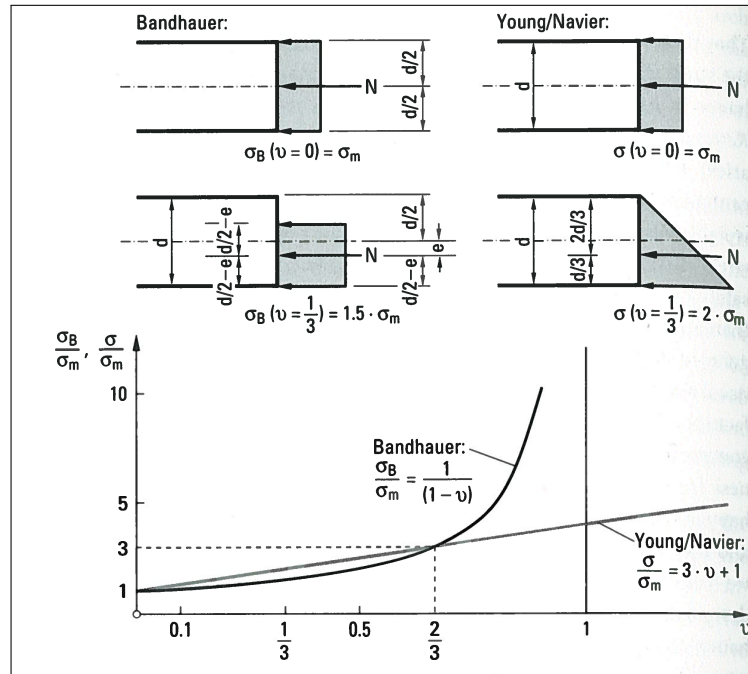 Bandhauer:
Young/Navier:
d/2
d/2
N
d
N
σB (υ = 0) = σm
σ (υ = 0) = σm
d
d/2–e
d/2–e
d/2
e
d/2–e
N
d
2d/3
d/3
N
σB (υ = 1/3) = 1.5 · σm
σ (υ = 1/3) = 2 · σm
σB/σm, σ/σm
10
5
3
1
Bandhauer:
σB/σm = 1/(1 – υ)
Young/Navier:
σ/σm = 3 · υ + 1
0.1
1/3
0.5
2/3
1
υ